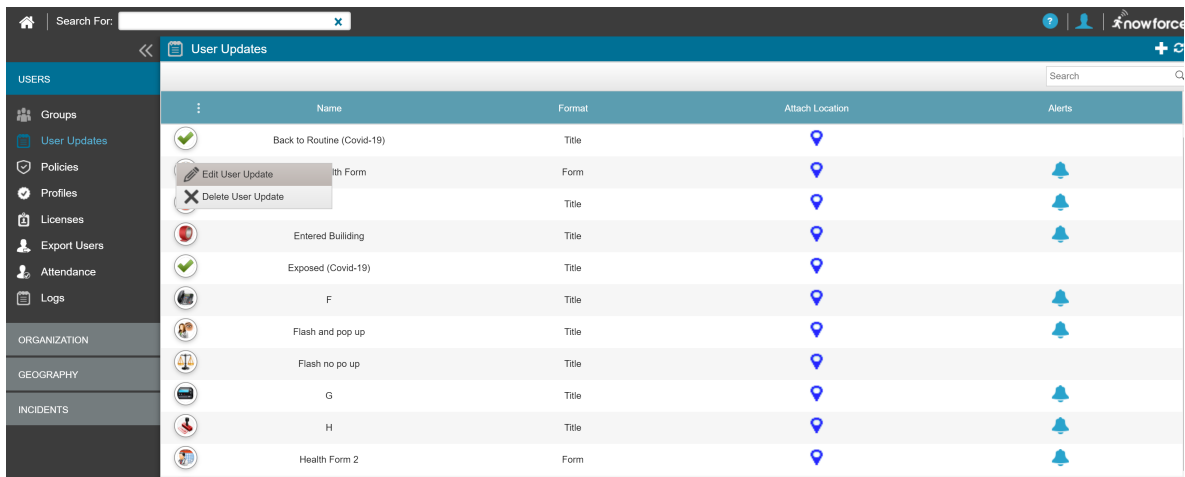 Search For:
nowforce
User Updates
USERS
Search
Groups
User Updates
Policies
Profiles
Licenses
Export Users
Attendance
Logs
ORGANIZATION
GEOGRAPHY
INCIDENTS
Name Format Attach Location Alerts
Back to Routine (Covid-19) Title
Edit User Update
lth Form Form
Delete User Update
Title
Entered Builiding Title
Exposed (Covid-19) Title
F Title
Flash and pop up Title
Flash no po up Title
G Title
H Title
Health Form 2 Form